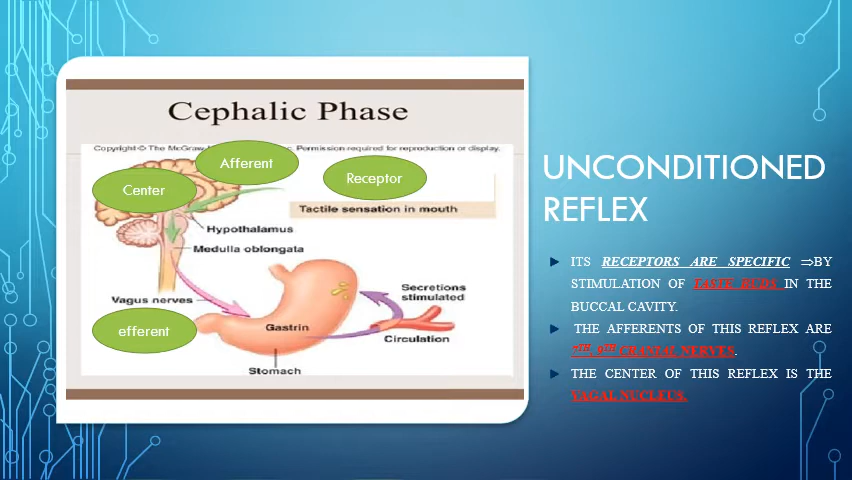 Cephalic Phase
Copyright © The McGraw- Permission required for reproduction or display.
Afferent
Receptor
Center
Tactile sensation in mouth
Hypothalamus
Medulla oblongata
Vagus nerves
Secretions
stimulated
efferent
Gastrin
Circulation
Stomach
UNCONDITIONED
REFLEX
ITS RECEPTORS ARE SPECIFIC ⇒BY
STIMULATION OF TASTE BUDS IN THE
BUCCAL CAVITY.
THE AFFERENTS OF THIS REFLEX ARE
7TH, 9TH CRANIAL NERVES.
THE CENTER OF THIS REFLEX IS THE
VAGAL NUCLEUS.